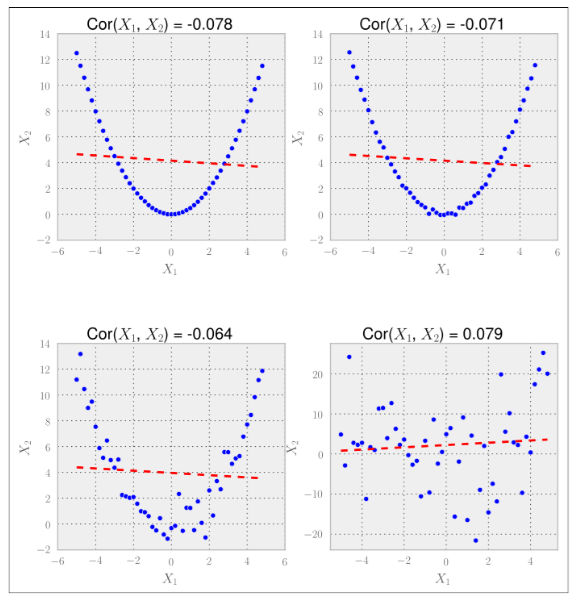 Cor(X₁, X₂) = -0.078
14
12
10
8
6
4
2
0
−2
X₂
−6 −4 −2 0 2 4 6
X₁
Cor(X₁, X₂) = -0.071
14
12
10
8
6
4
2
0
−2
X₂
−6 −4 −2 0 2 4 6
X₁
Cor(X₁, X₂) = -0.064
14
12
10
8
6
4
2
0
−2
X₂
−6 −4 −2 0 2 4 6
X₁
Cor(X₁, X₂) = 0.079
20
10
0
−10
−20
X₂
−4 −2 0 2 4
X₁